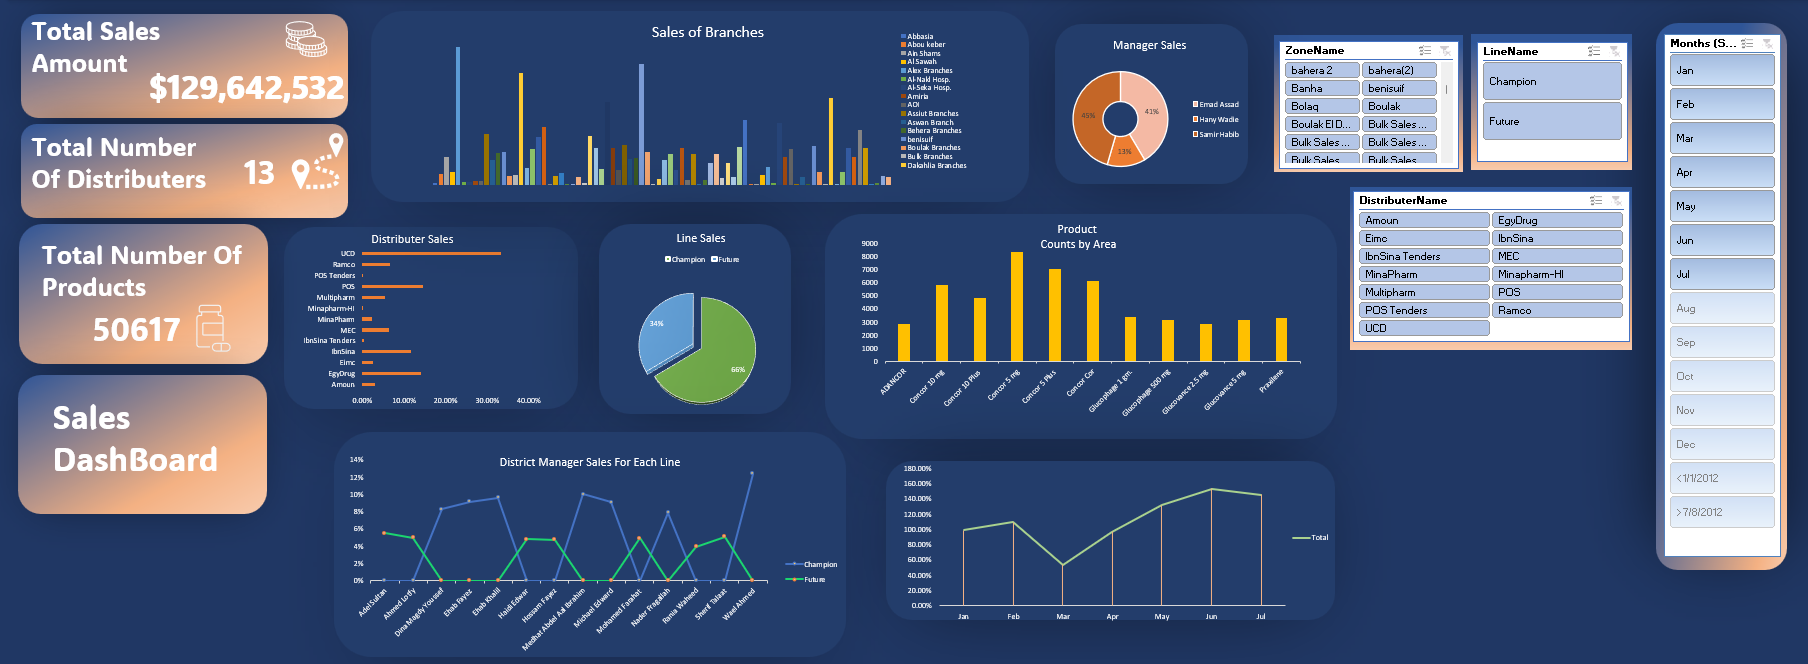 Total Sales
Amount
$129,642,532
Total Number
Of Distributers
13
Total Number Of
Products
50617
Sales
DashBoard
Sales of Branches
Abbasia
Abou keber
Ain Shams
Al Sawah
Alex Branches
Al-Nakl Hosp.
Al-Seka Hosp.
Amiria
AOI
Assiut Branches
Aswan Branch
Behera Branches
benisuif
Boulak Branches
Bulk Branches
Dakahlia Branches
Manager Sales
41%
13%
45%
Emad Assad
Hany Wadie
Samir Habib
ZoneName
bahera 2
bahera(2)
Banha
benisuif
Bolaq
Boulak
Boulak El D...
Bulk Sales ...
Bulk Sales ...
Bulk Sales ...
Bulk Sales
Bulk Sales
LineName
Champion
Future
Months (S...
Jan
Feb
Mar
Apr
May
Jun
Jul
Aug
Sep
Oct
Nov
Dec
<1/1/2012
>7/8/2012
DistributerName
Amoun
EgyDrug
Eimc
IbnSina
IbnSina Tenders
MEC
MinaPharm
Minapharm-HI
Multipharm
POS
POS Tenders
Ramco
UCD
Distributer Sales
UCD
Ramco
POS Tenders
POS
Multipharm
Minapharm-HI
MinaPharm
MEC
IbnSina Tenders
IbnSina
Eimc
EgyDrug
Amoun
0.00% 10.00% 20.00% 30.00% 40.00%
Line Sales
Champion Future
34%
66%
Product
Counts by Area
9000
8000
7000
6000
5000
4000
3000
2000
1000
0
ADANCOR
Concor 10 mg
Concor 10 Plus
Concor 5 mg
Concor 5 Plus
Concor Cor
Glucophage 1 gm.
Glucophage 500 mg
Glucovance 2.5 mg
Glucovance 5 mg
Praxilene
District Manager Sales For Each Line
14%
12%
10%
8%
6%
4%
2%
0%
Adel Sultan
Ahmed Lotfy
Dina Magdy Youssef
Ehab Fayez
Ehab Khalil
Haidi Edwar
Hossam Fayez
Medhat Abdel Aal Ibrahim
Michael Edward
Mohamed Fathhat
Nader Fragallah
Rania Waheed
Sherif Talaat
Wael Ahmed
Champion
Future
180.00%
160.00%
140.00%
120.00%
100.00%
80.00%
60.00%
40.00%
20.00%
0.00%
Jan Feb Mar Apr May Jun Jul
Total